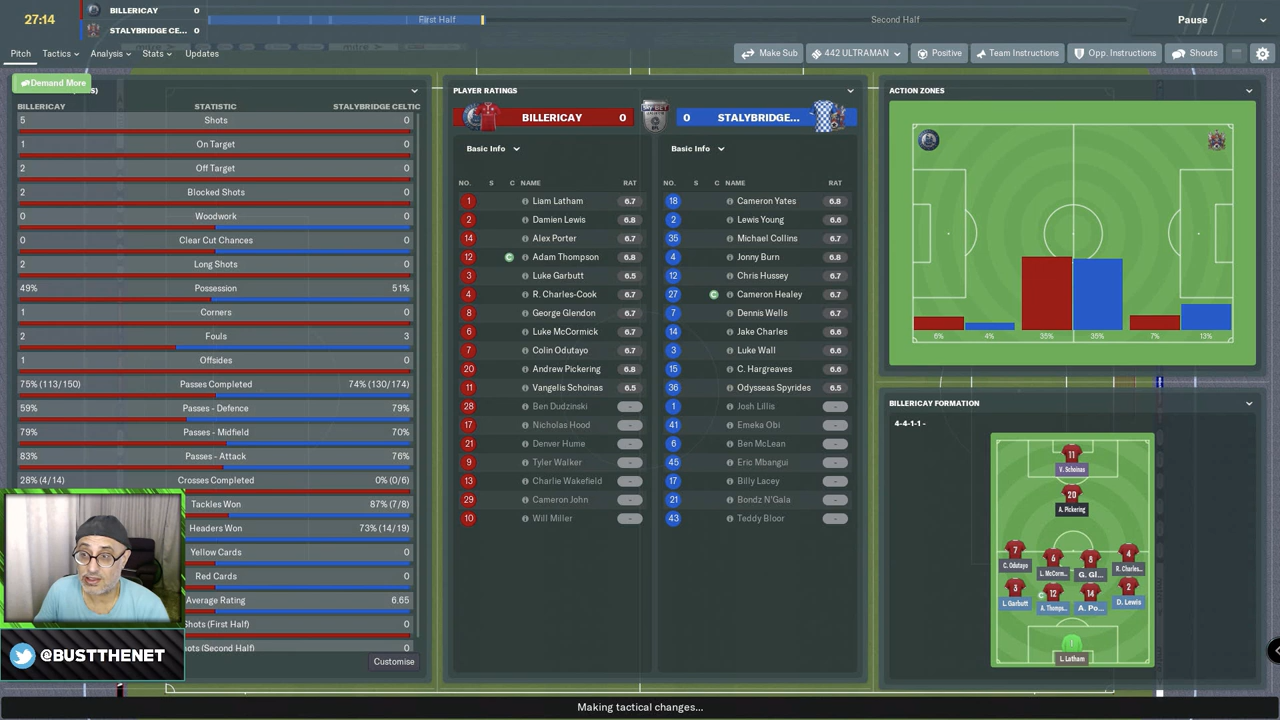 27:14
BILLERICAY 0
STALYBRIDGE CE... 0
First Half
Second Half
Pause
Pitch
Tactics
Analysis
Stats
Updates
Make Sub
442 ULTRAMAN
Positive
Team Instructions
Opp. Instructions
Shouts
Demand More
BILLERICAY STATISTIC STALYBRIDGE CELTIC
5 Shots 0
1 On Target 0
2 Off Target 0
2 Blocked Shots 0
0 Woodwork 0
0 Clear Cut Chances 0
2 Long Shots 0
49% Possession 51%
1 Corners 0
2 Fouls 3
1 Offsides 0
75% (113/150) Passes Completed 74% (130/174)
59% Passes - Defence 79%
79% Passes - Midfield 70%
83% Passes - Attack 76%
28% (4/14) Crosses Completed 0% (0/6)
Tackles Won 87% (7/8)
Headers Won 73% (14/19)
Yellow Cards 0
Red Cards 0
Average Rating 6.65
Shots (First Half) 0
ots (Second Half) 0
Customise
@BUSTTHENET
PLAYER RATINGS
BILLERICAY 0
0 STALYBRIDGE...
Basic Info
NO. S C NAME RAT
1 Liam Latham 6.7
2 Damien Lewis 6.8
14 Alex Porter 6.7
12 C Adam Thompson 6.8
3 Luke Garbutt 6.5
4 R. Charles-Cook 6.7
8 George Glendon 6.7
6 Luke McCormick 6.7
7 Colin Odutayo 6.7
20 Andrew Pickering 6.8
11 Vangelis Schoinas 6.7
28 Ben Dudzinski -
17 Nicholas Hood -
21 Denver Hume -
9 Tyler Walker -
13 Charlie Wakefield -
29 Cameron John -
10 Will Miller -
Basic Info
NO. S C NAME RAT
18 Cameron Yates 6.8
2 Lewis Young 6.6
35 Michael Collins 6.7
4 Jonny Burn 6.8
12 Chris Hussey 6.7
27 C Cameron Healey 6.7
7 Dennis Wells 6.7
14 Jake Charles 6.6
3 Luke Wall 6.6
15 C. Hargreaves 6.6
36 Odysseas Spyrides 6.5
1 Josh Lillis -
41 Emeka Obi -
6 Ben McLean -
45 Eric Mbangui -
17 Billy Lacey -
21 Bondz N'Gala -
43 Teddy Bloor -
ACTION ZONES
6% 4% 35% 35% 7% 13%
BILLERICAY FORMATION
4-4-1-1 -
11
V. Schoinas
20
A. Pickering
7 6 8 4
C. Odutayo L. McCorm... G. Gl... R. Charles...
3 12 14 2
L. Garbutt A. Thomps... A. Po... D. Lewis
1
L. Latham
Making tactical changes...